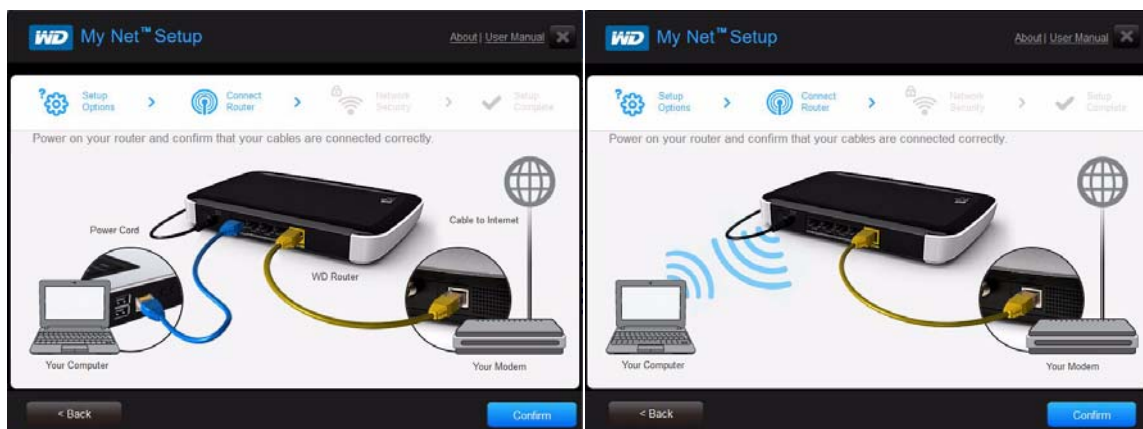 WD My Net™ Setup
About | User Manual
Setup Options > Connect Router > Network Security > Setup Complete
Power on your router and confirm that your cables are connected correctly.
Power Cord
Cable to Internet
WD Router
Your Computer
Your Modem
< Back
Confirm
WD My Net™ Setup
About | User Manual
Setup Options > Connect Router > Network Security > Setup Complete
Power on your router and confirm that your cables are connected correctly.
Your Computer
Your Modem
< Back
Confirm